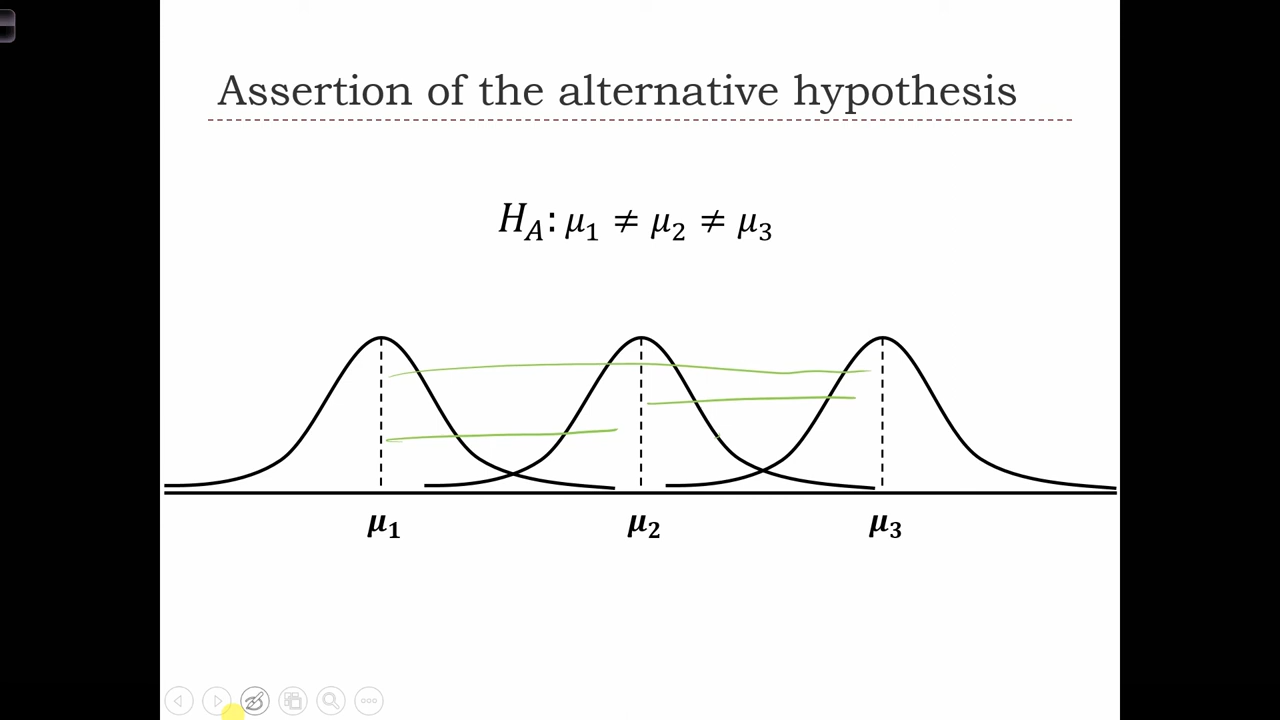 Assertion of the alternative hypothesis
H_A: μ₁ ≠ μ₂ ≠ μ₃
μ₁ μ₂ μ₃